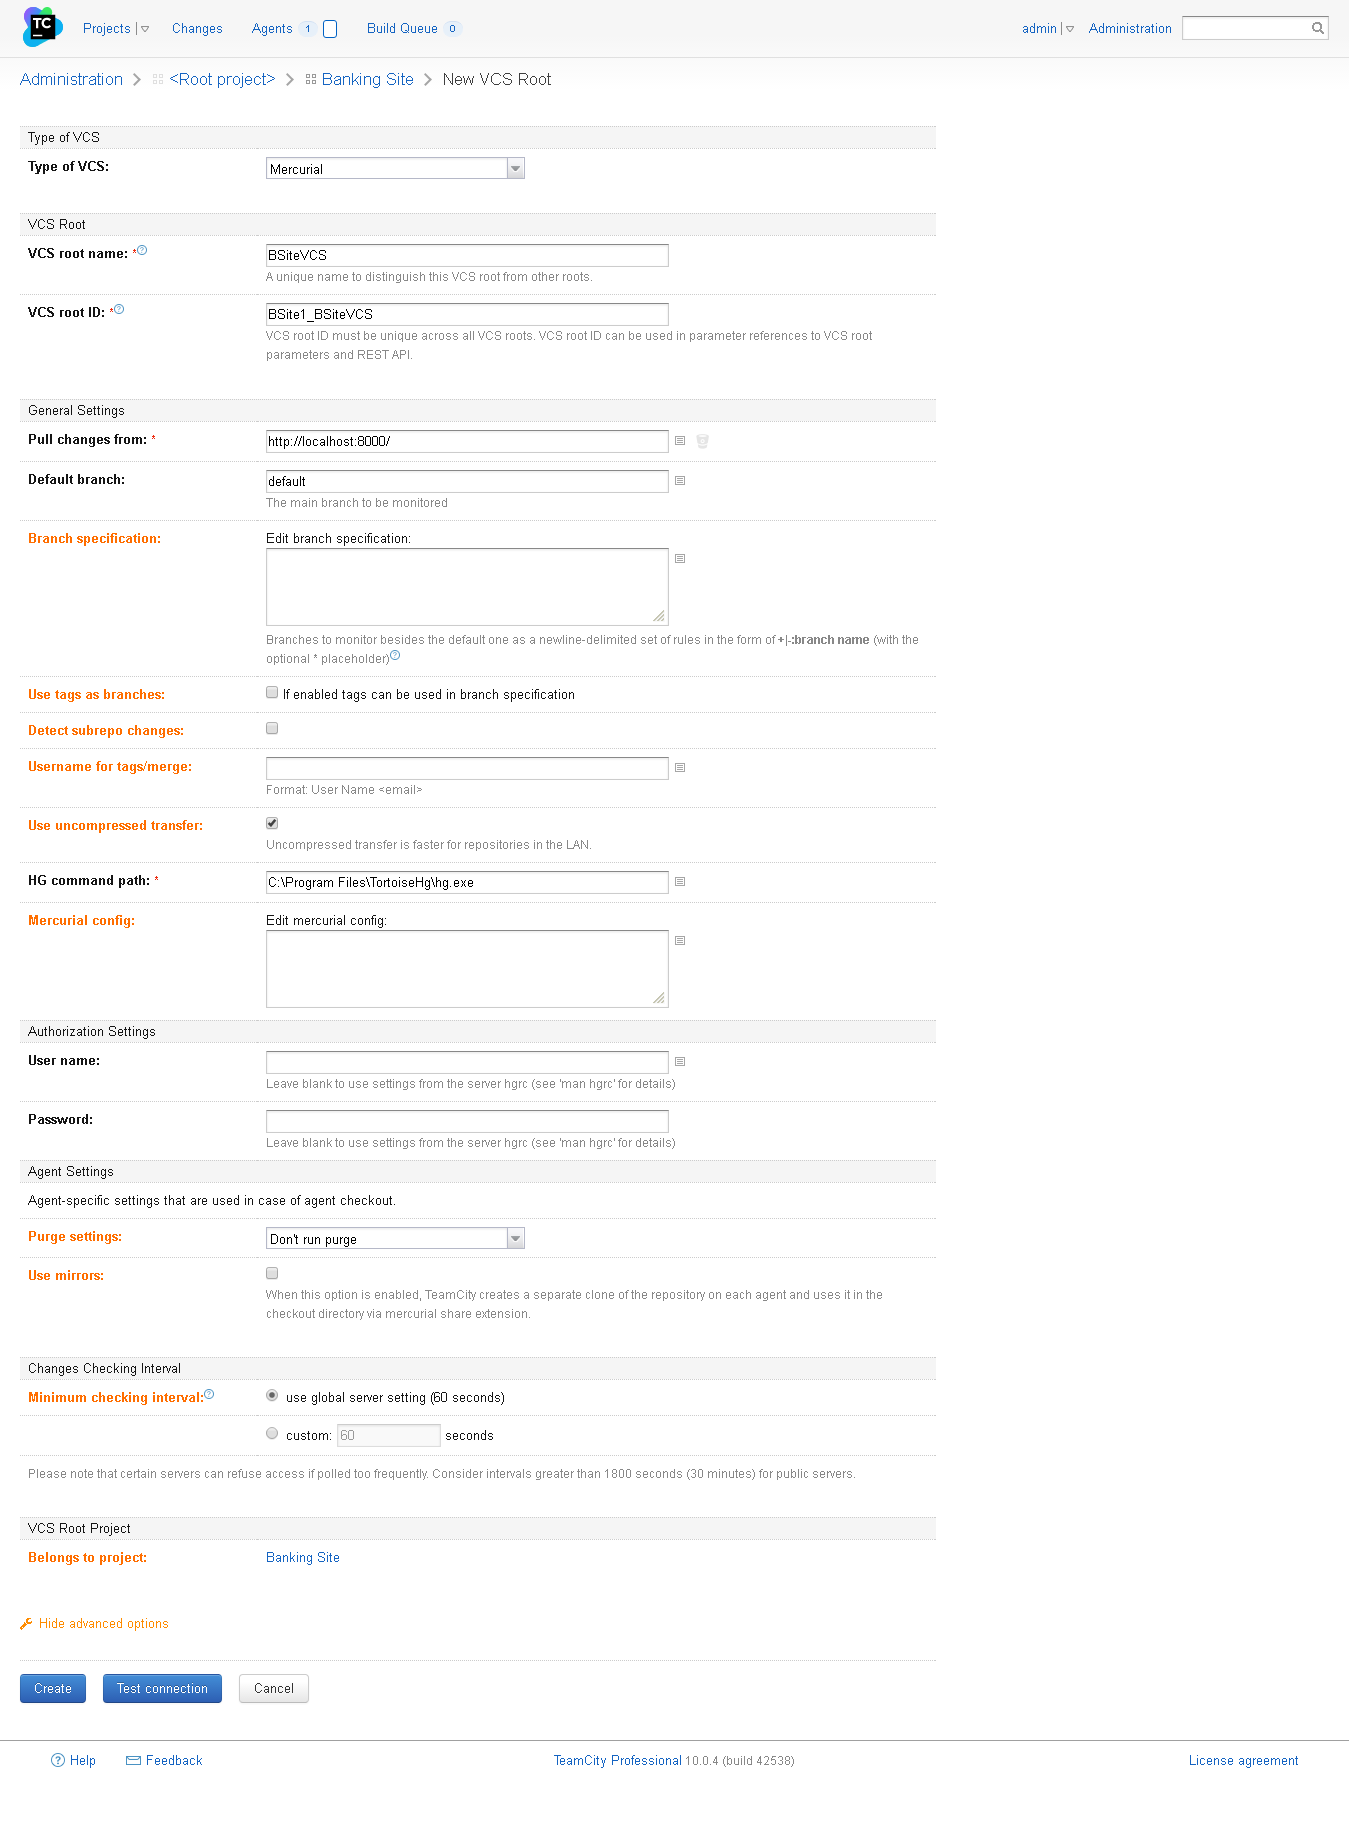 TC
Projects Changes Agents 1 Build Queue 0 admin Administration
Administration <Root project> Banking Site New VCS Root
Type of VCS
Type of VCS: Mercurial
VCS Root
VCS root name: * BSiteVCS
A unique name to distinguish this VCS root from other roots.
VCS root ID: * BSite1_BSiteVCS
VCS root ID must be unique across all VCS roots. VCS root ID can be used in parameter references to VCS root
parameters and REST API.
General Settings
Pull changes from: * http://localhost:8000/
Default branch: default
The main branch to be monitored
Branch specification: Edit branch specification:
Branches to monitor besides the default one as a newline-delimited set of rules in the form of +|-:branch name (with the
optional * placeholder)
Use tags as branches: If enabled tags can be used in branch specification
Detect subrepo changes:
Username for tags/merge:
Format: User Name <email>
Use uncompressed transfer:
Uncompressed transfer is faster for repositories in the LAN.
HG command path: * C:\Program Files\TortoiseHg\hg.exe
Mercurial config: Edit mercurial config:
Authorization Settings
User name:
Leave blank to use settings from the server hgrc (see 'man hgrc' for details)
Password:
Leave blank to use settings from the server hgrc (see 'man hgrc' for details)
Agent Settings
Agent-specific settings that are used in case of agent checkout.
Purge settings: Don't run purge
Use mirrors:
When this option is enabled, TeamCity creates a separate clone of the repository on each agent and uses it in the
checkout directory via mercurial share extension.
Changes Checking Interval
Minimum checking interval: use global server setting (60 seconds)
custom: 60 seconds
Please note that certain servers can refuse access if polled too frequently. Consider intervals greater than 1800 seconds (30 minutes) for public servers.
VCS Root Project
Belongs to project: Banking Site
Hide advanced options
Create Test connection Cancel
Help Feedback TeamCity Professional 10.0.4 (build 42538) License agreement